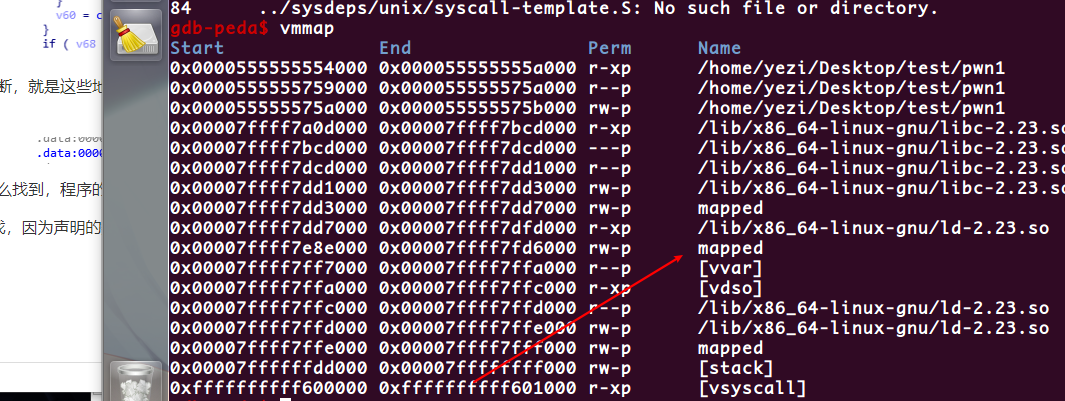 }
v60 = c
}
if ( v68
断，就是这些地
.data:0000
.data:0000
么找到，程序的
找，因为声明的
84      ../sysdeps/unix/syscall-template.S: No such file or directory.
gdb-peda$ vmmap
Start              End                Perm      Name
0x0000555555554000 0x000055555555a000 r-xp      /home/yezi/Desktop/test/pwn1
0x0000555555759000 0x000055555575a000 r--p      /home/yezi/Desktop/test/pwn1
0x000055555575a000 0x000055555575b000 rw-p      /home/yezi/Desktop/test/pwn1
0x00007ffff7a0d000 0x00007ffff7bcd000 r-xp      /lib/x86_64-linux-gnu/libc-2.23.so
0x00007ffff7bcd000 0x00007ffff7dcd000 ---p      /lib/x86_64-linux-gnu/libc-2.23.so
0x00007ffff7dcd000 0x00007ffff7dd1000 r--p      /lib/x86_64-linux-gnu/libc-2.23.so
0x00007ffff7dd1000 0x00007ffff7dd3000 rw-p      /lib/x86_64-linux-gnu/libc-2.23.so
0x00007ffff7dd3000 0x00007ffff7dd7000 rw-p      mapped
0x00007ffff7dd7000 0x00007ffff7dfd000 r-xp      /lib/x86_64-linux-gnu/ld-2.23.so
0x00007ffff7e8e000 0x00007ffff7fd6000 rw-p      mapped
0x00007ffff7ff7000 0x00007ffff7ffa000 r--p      [vvar]
0x00007ffff7ffa000 0x00007ffff7ffc000 r-xp      [vdso]
0x00007ffff7ffc000 0x00007ffff7ffd000 r--p      /lib/x86_64-linux-gnu/ld-2.23.so
0x00007ffff7ffd000 0x00007ffff7ffe000 rw-p      /lib/x86_64-linux-gnu/ld-2.23.so
0x00007ffff7ffe000 0x00007ffff7fff000 rw-p      mapped
0x00007ffffffdd000 0x00007ffffffff000 rw-p      [stack]
0xffffffffff600000 0xffffffffff601000 r-xp      [vsyscall]